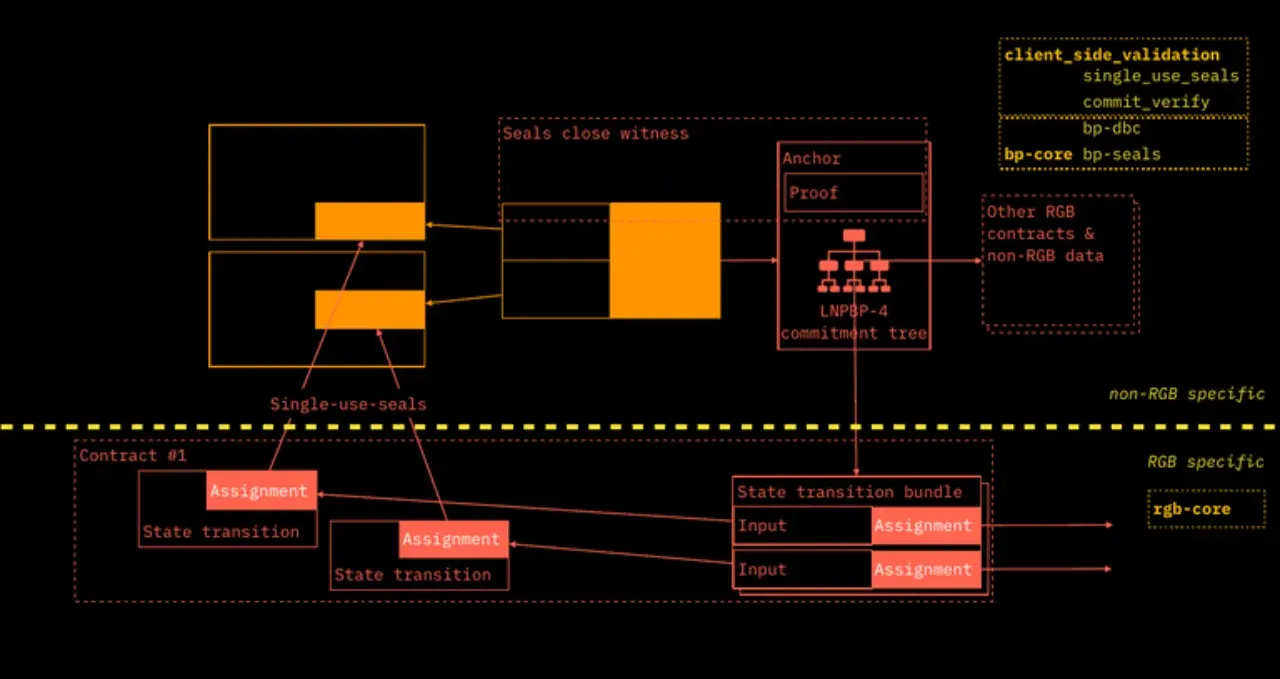 client_side_validation
single_use_seals
commit_verify
bp-dbc
bp-core bp-seals
Seals close witness
Anchor
Proof
LNPBP-4
commitment tree
Other RGB
contracts &
non-RGB data
non-RGB specific
Single-use-seals
RGB specific
rgb-core
Contract #1
Assignment
State transition
Assignment
State transition
State transition bundle
Input Assignment
Input Assignment